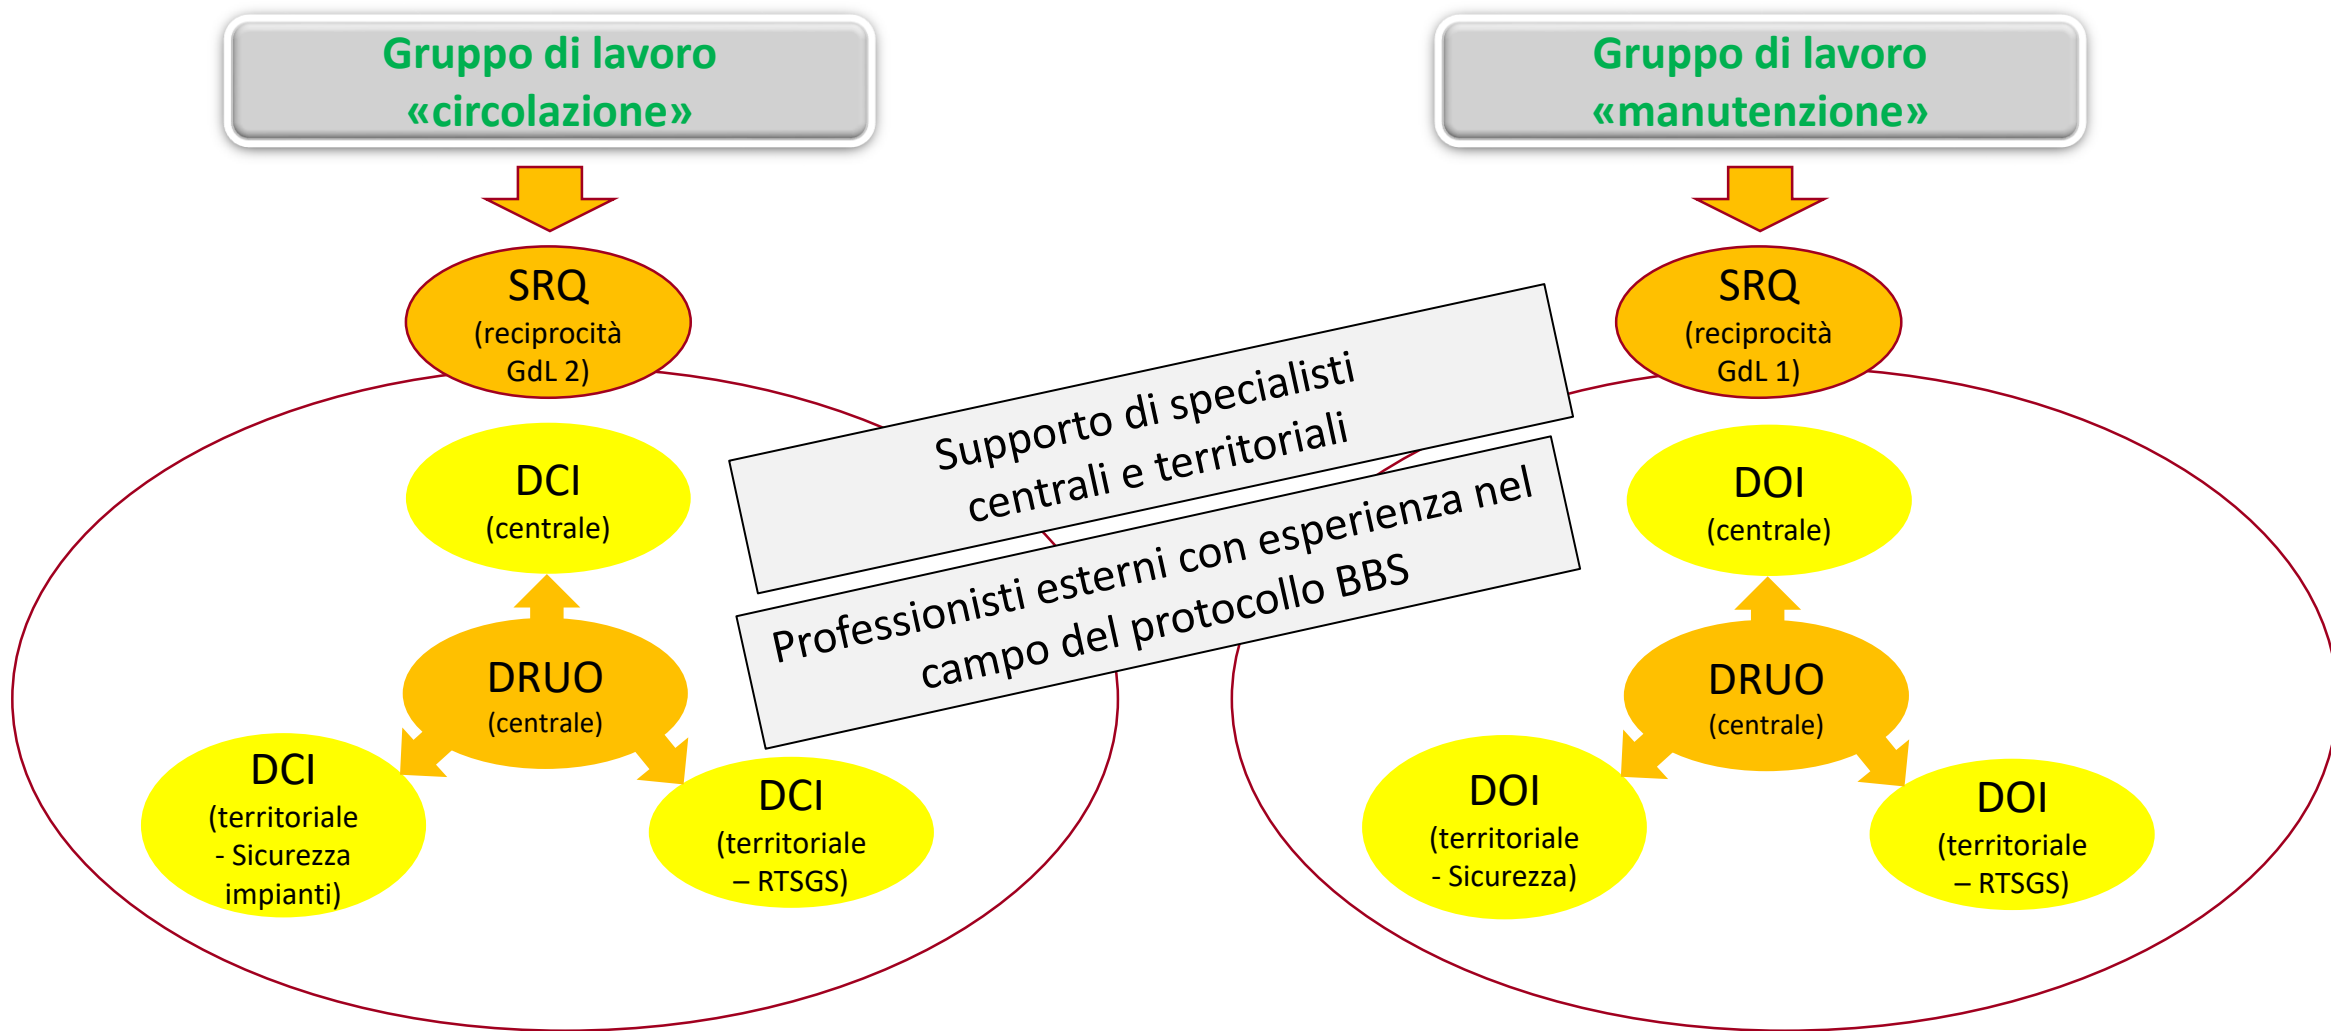 Gruppo di lavoro
«circolazione»
SRQ
(reciprocità
GdL 2)
DCI
(centrale)
DRUO
(centrale)
DCI
(territoriale
- Sicurezza
impianti)
DCI
(territoriale
– RTSGS)
Supporto di specialisti
centrali e territoriali
Professionisti esterni con esperienza nel
campo del protocollo BBS
Gruppo di lavoro
«manutenzione»
SRQ
(reciprocità
GdL 1)
DOI
(centrale)
DRUO
(centrale)
DOI
(territoriale
- Sicurezza)
DOI
(territoriale
– RTSGS)